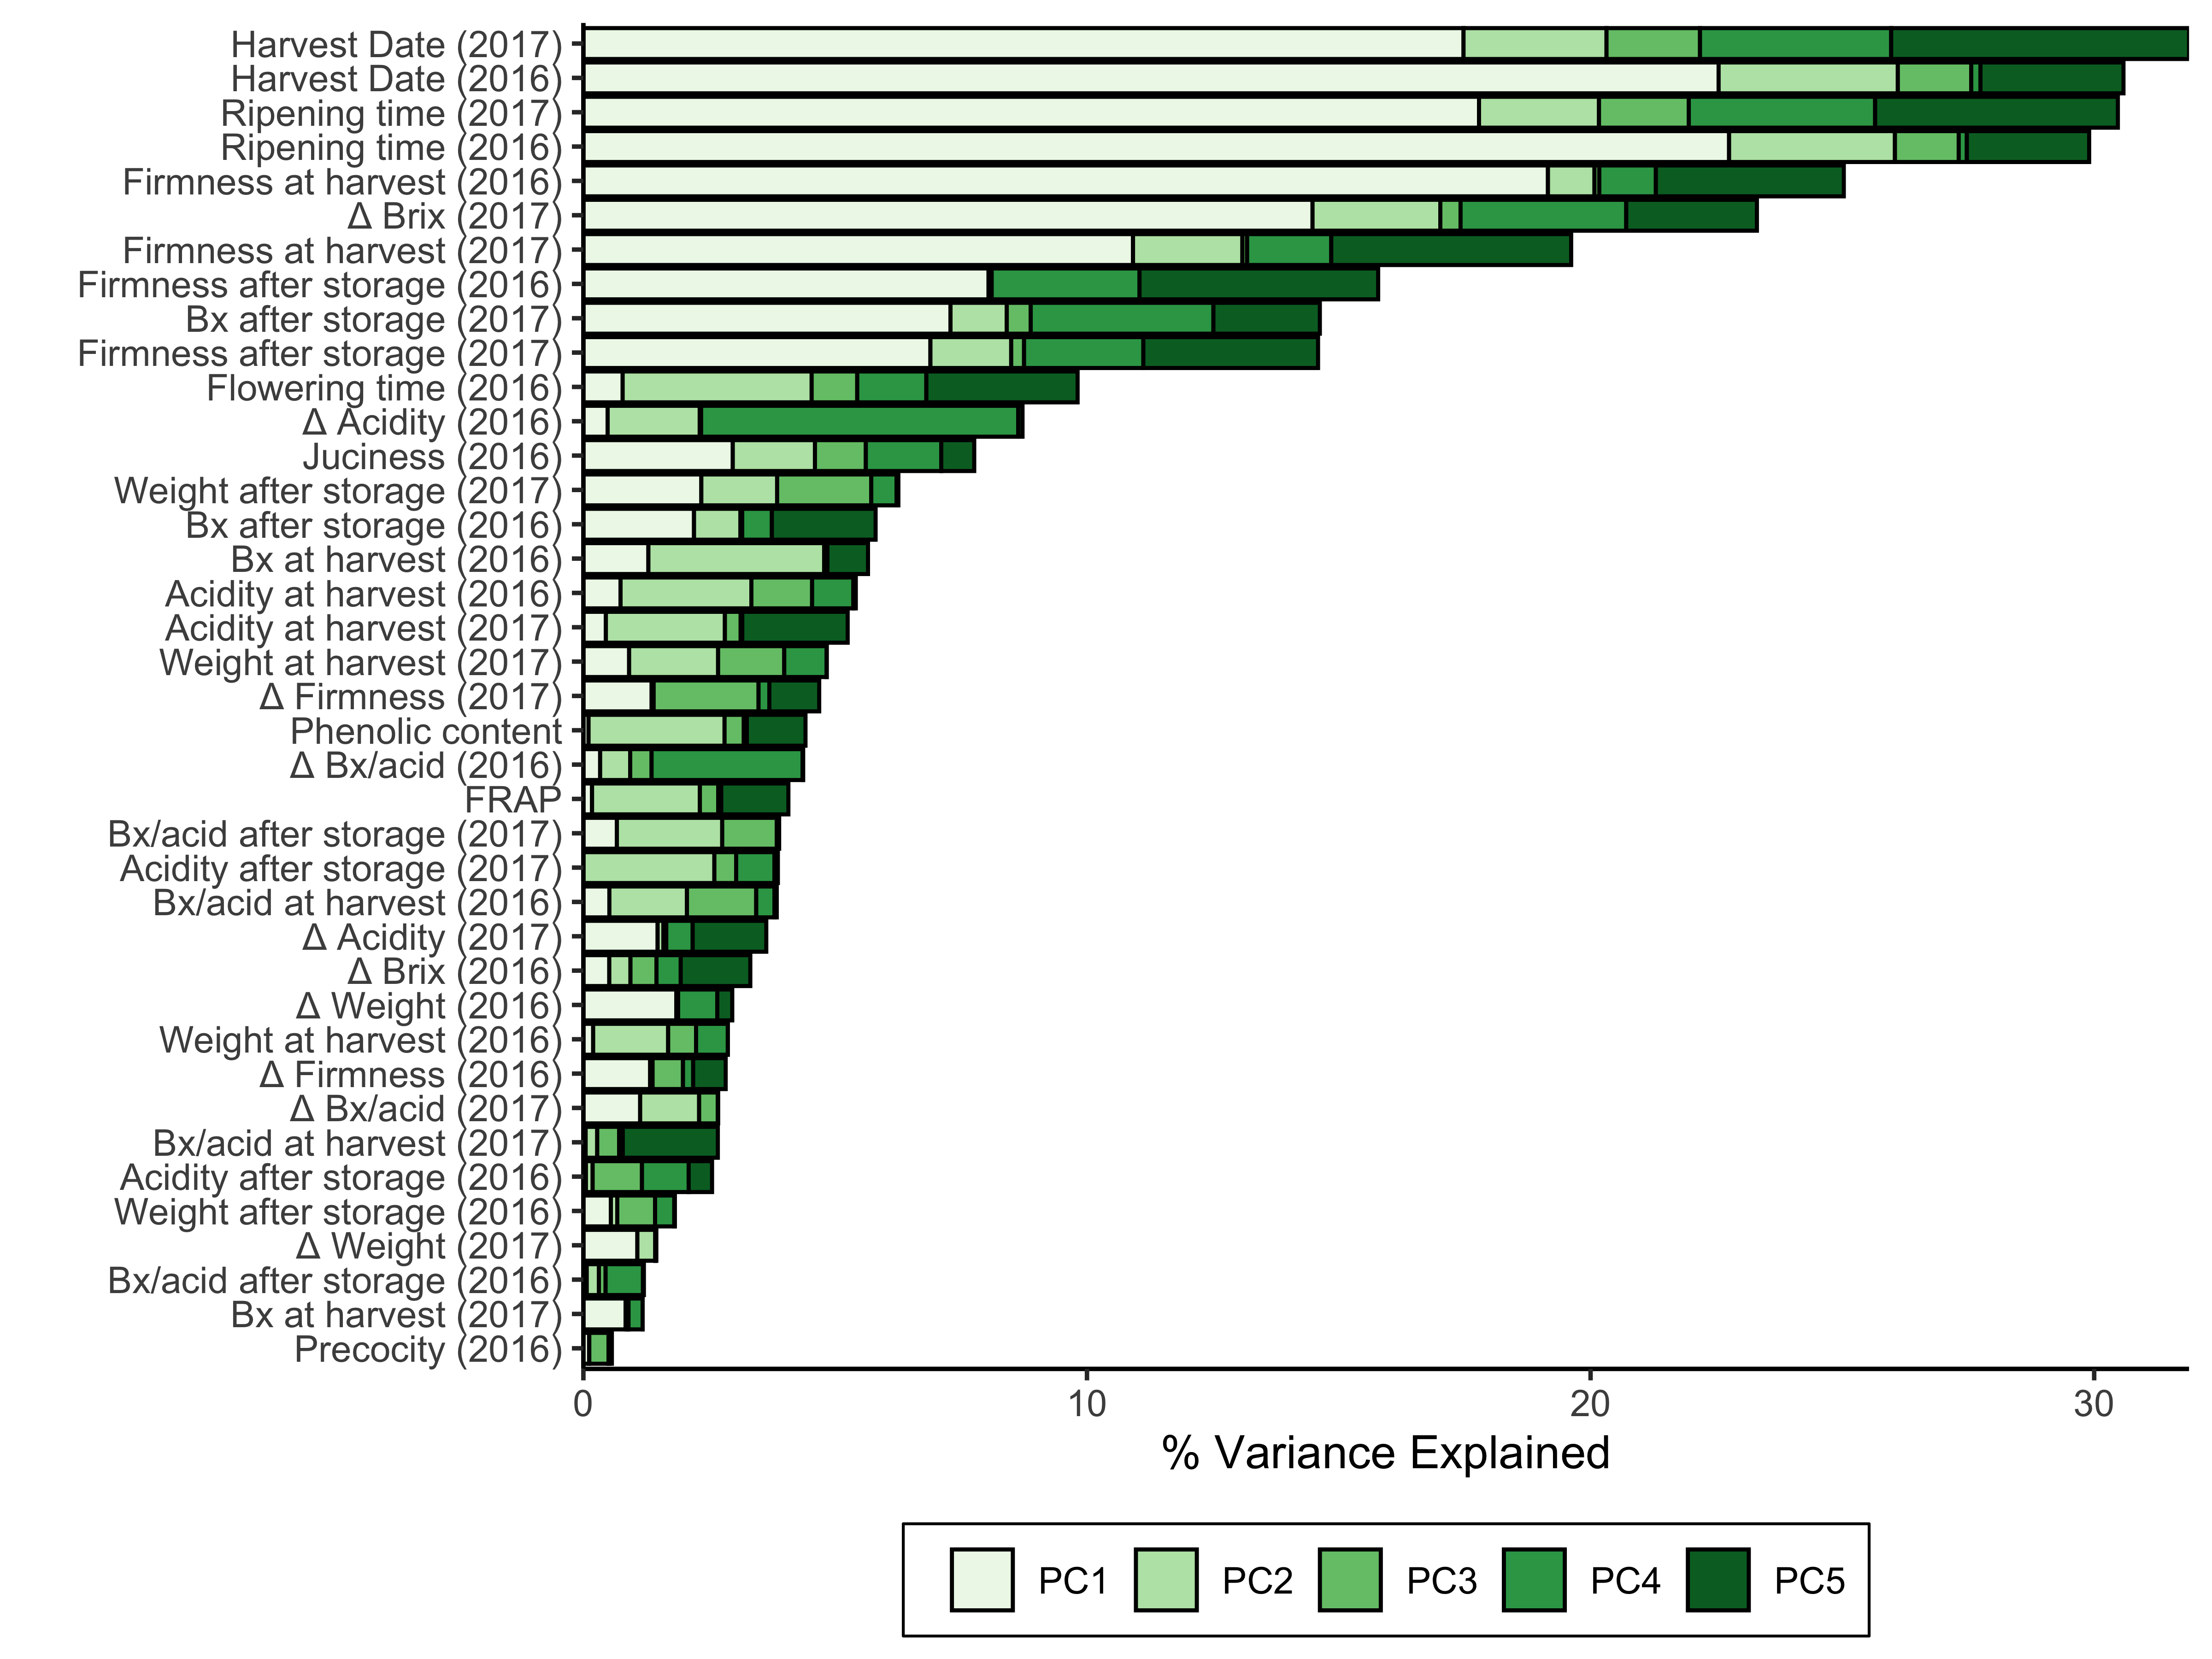 Harvest Date (2017)
Harvest Date (2016)
Ripening time (2017)
Ripening time (2016)
Firmness at harvest (2016)
Δ Brix (2017)
Firmness at harvest (2017)
Firmness after storage (2016)
Bx after storage (2017)
Firmness after storage (2017)
Flowering time (2016)
Δ Acidity (2016)
Juciness (2016)
Weight after storage (2017)
Bx after storage (2016)
Bx at harvest (2016)
Acidity at harvest (2016)
Acidity at harvest (2017)
Weight at harvest (2017)
Δ Firmness (2017)
Phenolic content
Δ Bx/acid (2016)
FRAP
Bx/acid after storage (2017)
Acidity after storage (2017)
Bx/acid at harvest (2016)
Δ Acidity (2017)
Δ Brix (2016)
Δ Weight (2016)
Weight at harvest (2016)
Δ Firmness (2016)
Δ Bx/acid (2017)
Bx/acid at harvest (2017)
Acidity after storage (2016)
Weight after storage (2016)
Δ Weight (2017)
Bx/acid after storage (2016)
Bx at harvest (2017)
Precocity (2016)
0 10 20 30
% Variance Explained
PC1 PC2 PC3 PC4 PC5